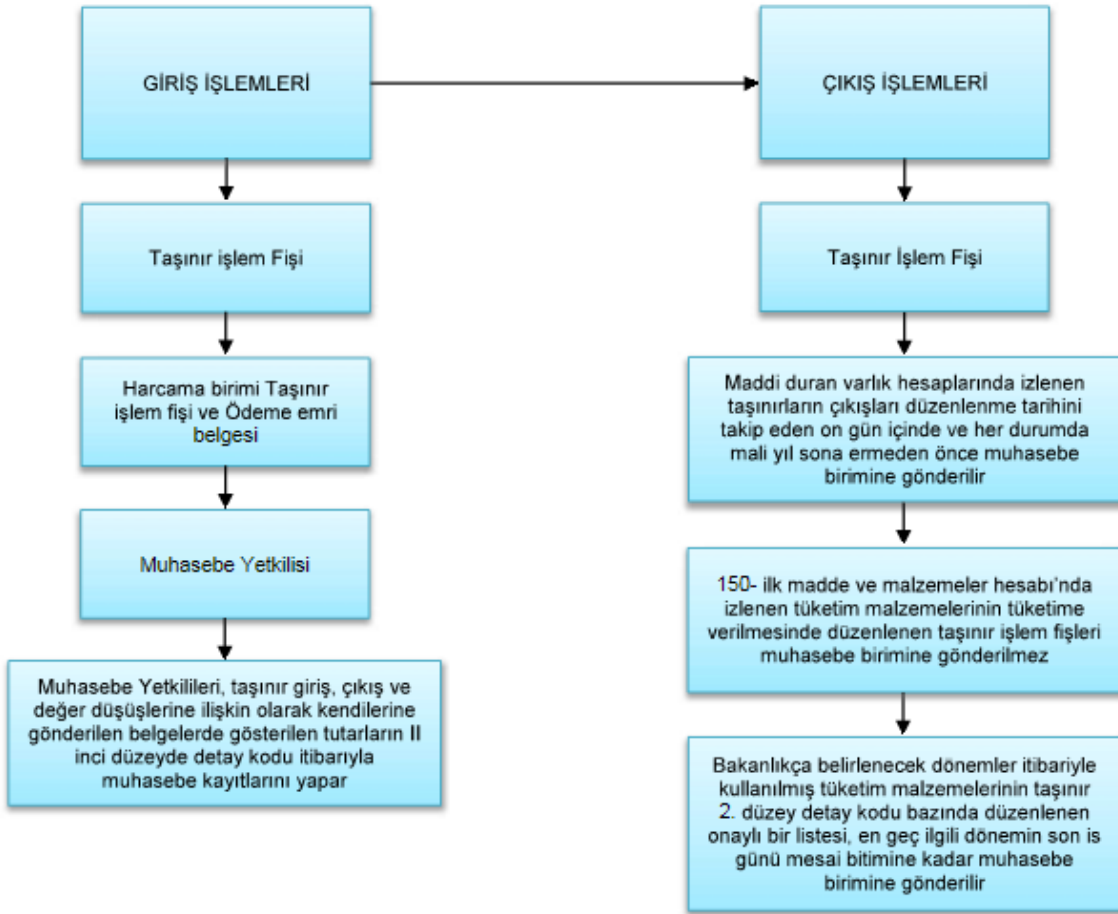 GİRİŞ İŞLEMLERİ
Taşınır işlem Fişi
Harcama birimi Taşınır
işlem fişi ve Ödeme emri
belgesi
Muhasebe Yetkilisi
Muhasebe Yetkilileri, taşınır giriş, çıkış ve
değer düşüşlerine ilişkin olarak kendilerine
gönderilen belgelerde gösterilen tutarların II
inci düzeyde detay kodu itibarıyla
muhasebe kayıtlarını yapar
ÇIKIŞ İŞLEMLERİ
Taşınır İşlem Fişi
Maddi duran varlık hesaplarında izlenen
taşınırların çıkışları düzenlenme tarihini
takip eden on gün içinde ve her durumda
mali yıl sona ermeden önce muhasebe
birimine gönderilir
150- ilk madde ve malzemeler hesabı'nda
izlenen tüketim malzemelerinin tüketime
verilmesinde düzenlenen taşınır işlem fişleri
muhasebe birimine gönderilmez
Bakanlıkça belirlenecek dönemler itibariyle
kullanılmış tüketim malzemelerinin taşınır
2. düzey detay kodu bazında düzenlenen
onaylı bir listesi, en geç ilgili dönemin son is
günü mesai bitimine kadar muhasebe
birimine gönderilir